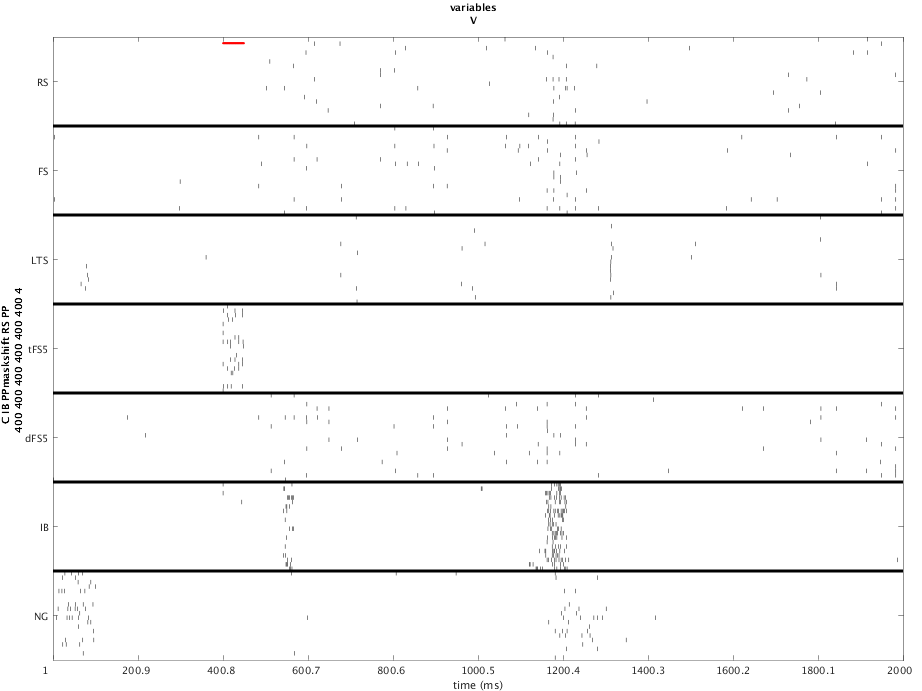 variables
V
RS
FS
LTS
tFS5
dFS5
IB
NG
C IB PPmaskshift RS PP
400 400 400 400 400 400 4
1
200.9
400.8
600.7
800.6
1000.5
1200.4
1400.3
1600.2
1800.1
2000
time (ms)